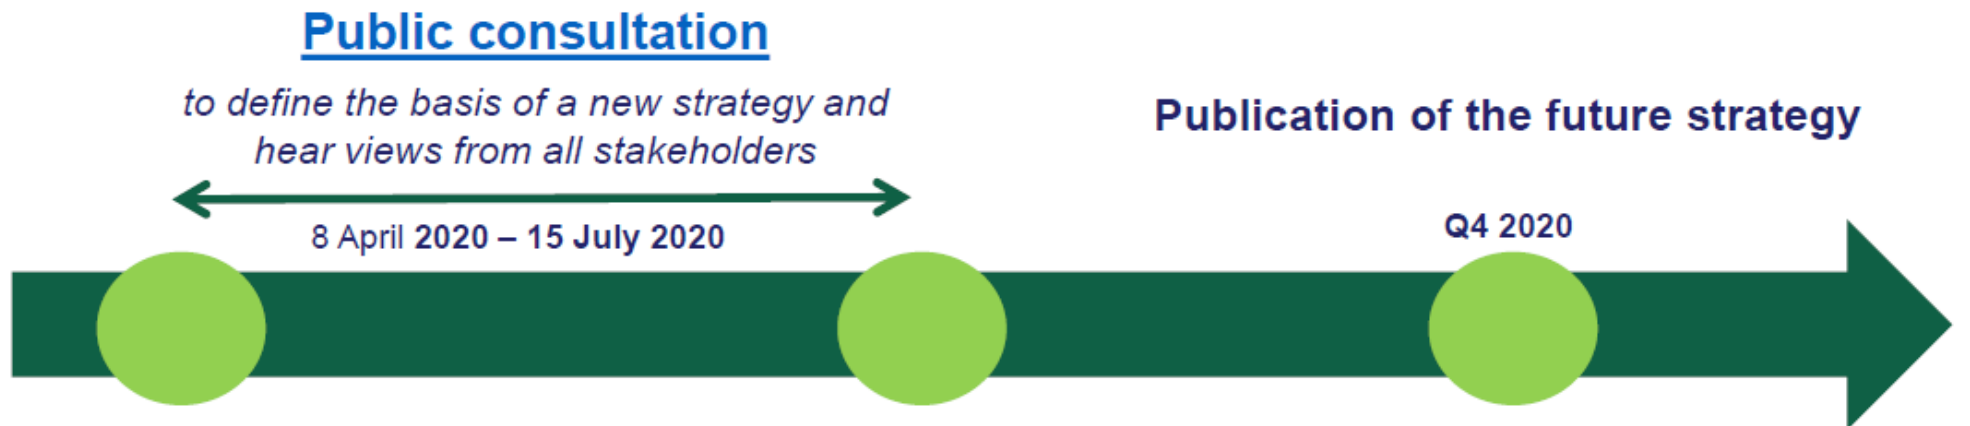 Public consultation
to define the basis of a new strategy and
hear views from all stakeholders
8 April 2020 – 15 July 2020
Publication of the future strategy
Q4 2020